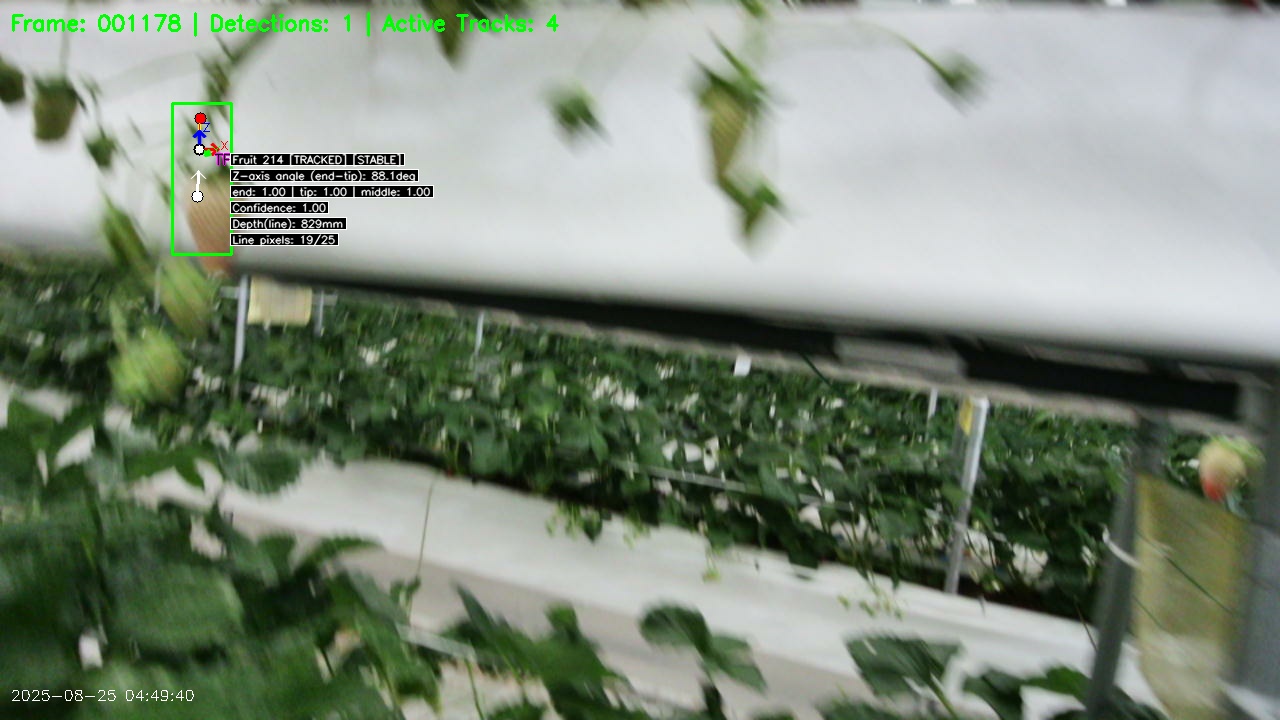 Frame: 001178 | Detections: 1 | Active Tracks: 4
Z
X
Fruit 214 [TRACKED] [STABLE]
Z-axis angle (end-tip): 88.1deg
end: 1.00 | tip: 1.00 | middle: 1.00
Confidence: 1.00
Depth(line): 829mm
Line pixels: 19/25
2025-08-25 04:49:40